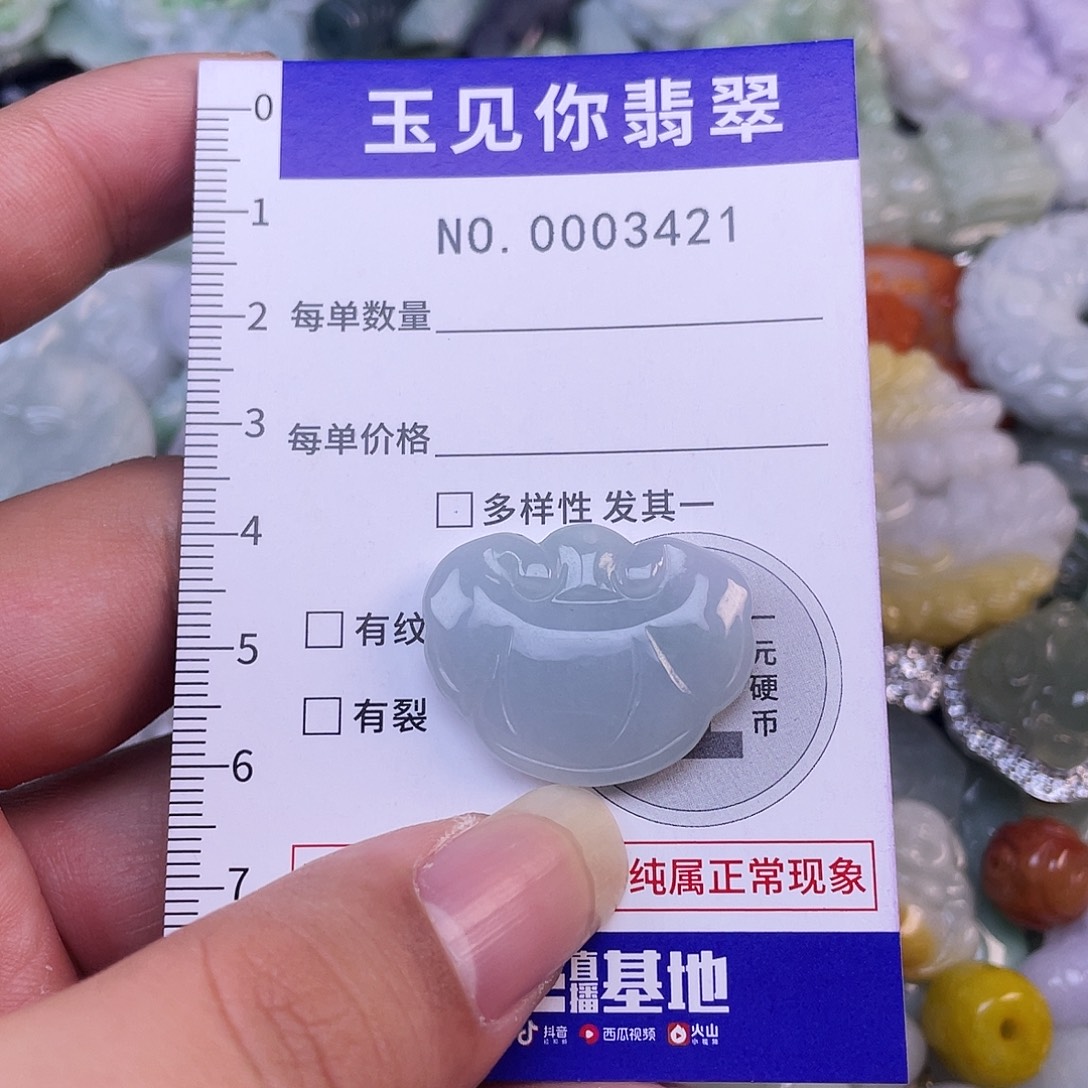 玉见你翡翠
NO. 0003421
0
1
2
3
4
5
6
7
每单数量
每单价格
多样性 发其一
有纹
有裂
一元硬币
纯属正常现象
直播基地
抖音
西瓜视频
火山